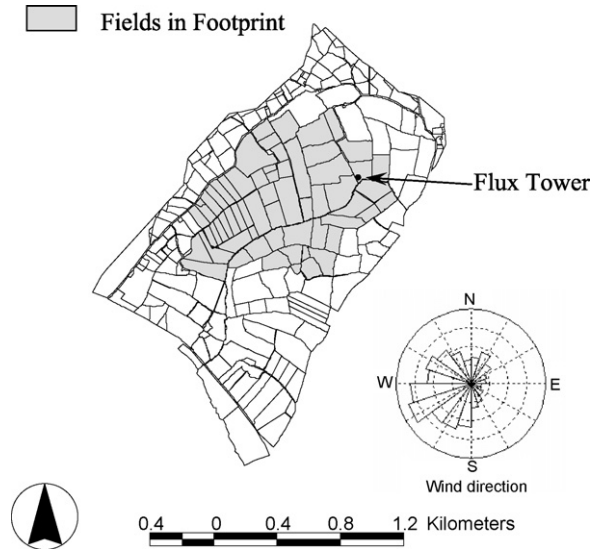 Fields in Footprint
Flux Tower
N
W
E
S
Wind direction
0.4 0 0.4 0.8 1.2 Kilometers